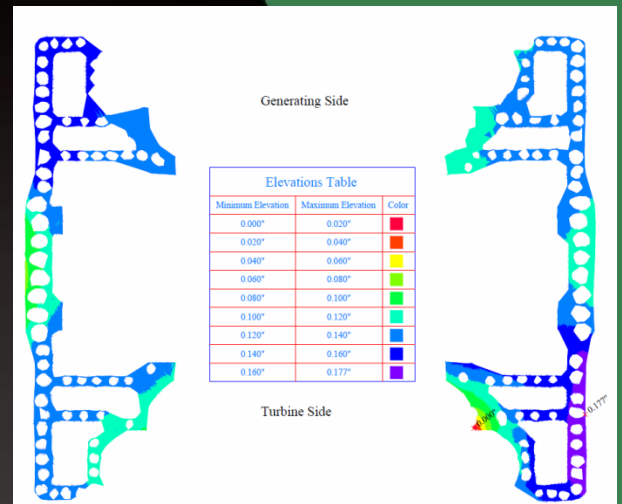 Generating Side
Elevations Table
Minimum Elevation Maximum Elevation Color
0.000" 0.020"
0.020" 0.040"
0.040" 0.060"
0.060" 0.080"
0.080" 0.100"
0.100" 0.120"
0.120" 0.140"
0.140" 0.160"
0.160" 0.177"
Turbine Side
0.000"
0.177"